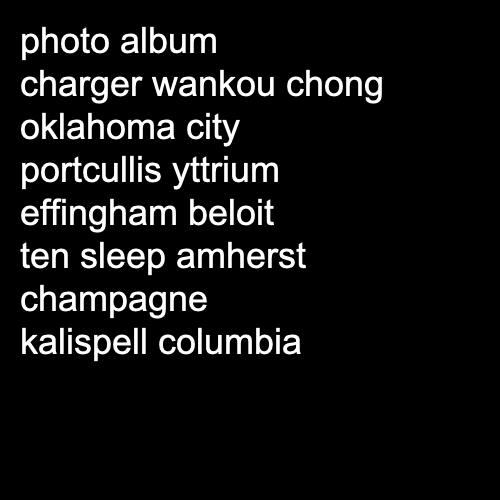 photo album
charger wankou chong
oklahoma city
portcullis yttrium
effingham beloit
ten sleep amherst
champagne
kalispell columbia